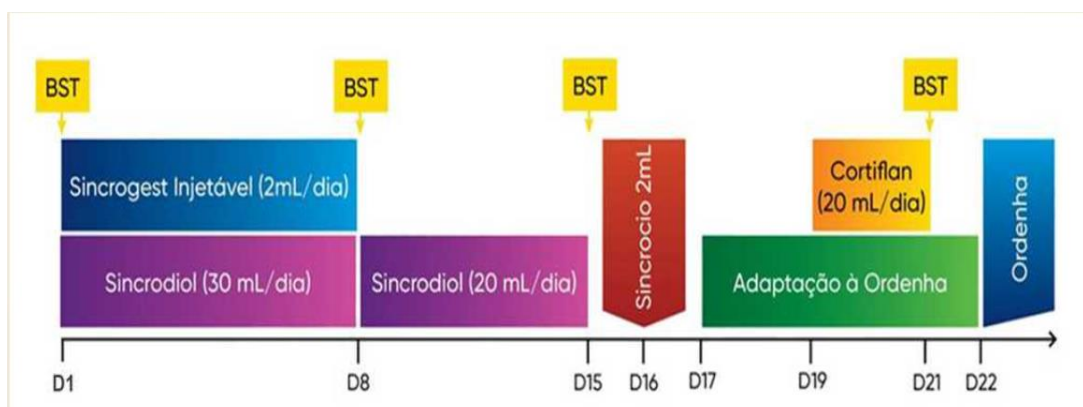 BST
BST
BST
BST
Sincrogest Injetável (2mL/dia)
Sincrodiol (30 mL/dia)
Sincrodiol (20 mL/dia)
Sincrocio 2mL
Cortiflan
(20 mL/dia)
Adaptação à Ordenha
Ordenha
D1
D8
D15
D16
D17
D19
D21
D22